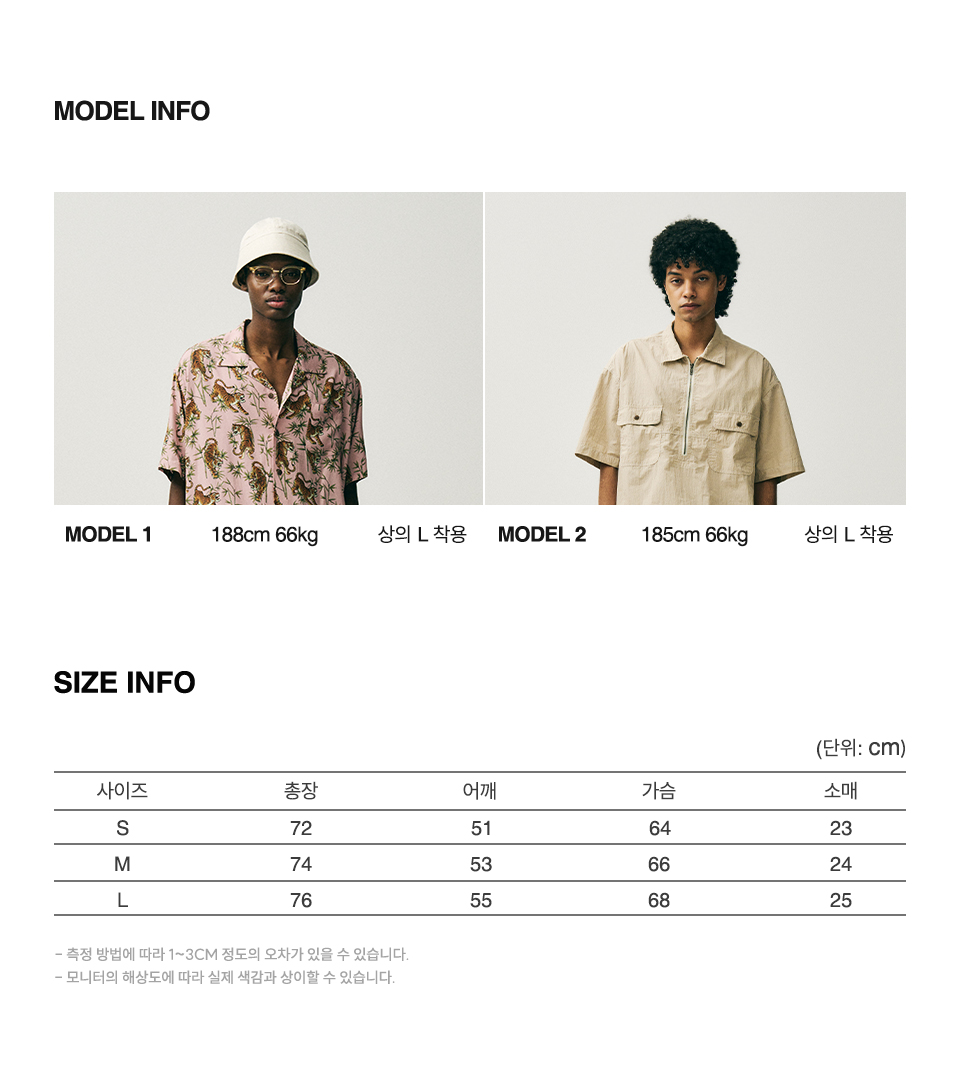 MODEL INFO
MODEL 1 188cm 66kg 상의 L 착용 MODEL 2 185cm 66kg 상의 L 착용
SIZE INFO
(단위: cm)
사이즈 총장 어깨 가슴 소매
S 72 51 64 23
M 74 53 66 24
L 76 55 68 25
- 측정 방법에 따라 1~3CM 정도의 오차가 있을 수 있습니다.
- 모니터의 해상도에 따라 실제 색감과 상이할 수 있습니다.